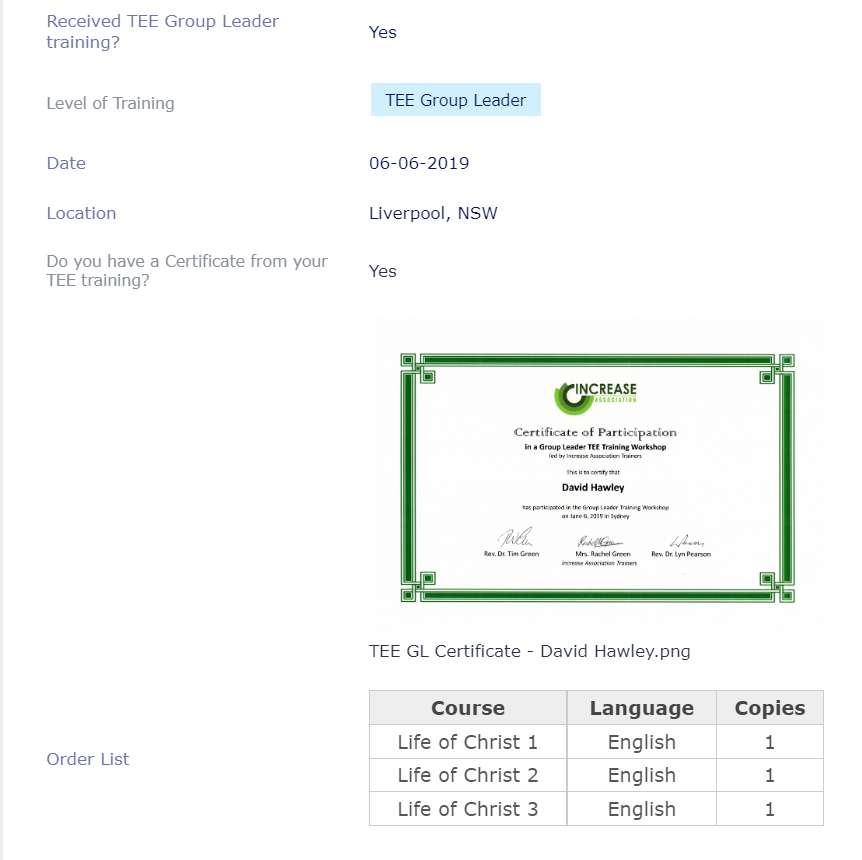 Received TEE Group Leader
training?
Yes
Level of Training
TEE Group Leader
Date
06-06-2019
Location
Liverpool, NSW
Do you have a Certificate from your
TEE training?
Yes
INCREASE
ASSOCIATION
Certificate of Participation
in a Group Leader TEE Training Workshop
led by Increase Association Trainers
This is to certify that
David Hawley
has participated in the Group Leader Training Workshop
on June 6, 2019 in Sydney
Rev. Dr. Tim Green
Mrs. Rachel Green
Rev. Dr. Lyn Pearson
Increase Association Trainers
TEE GL Certificate - David Hawley.png
Order List
Course Language Copies
Life of Christ 1 English 1
Life of Christ 2 English 1
Life of Christ 3 English 1